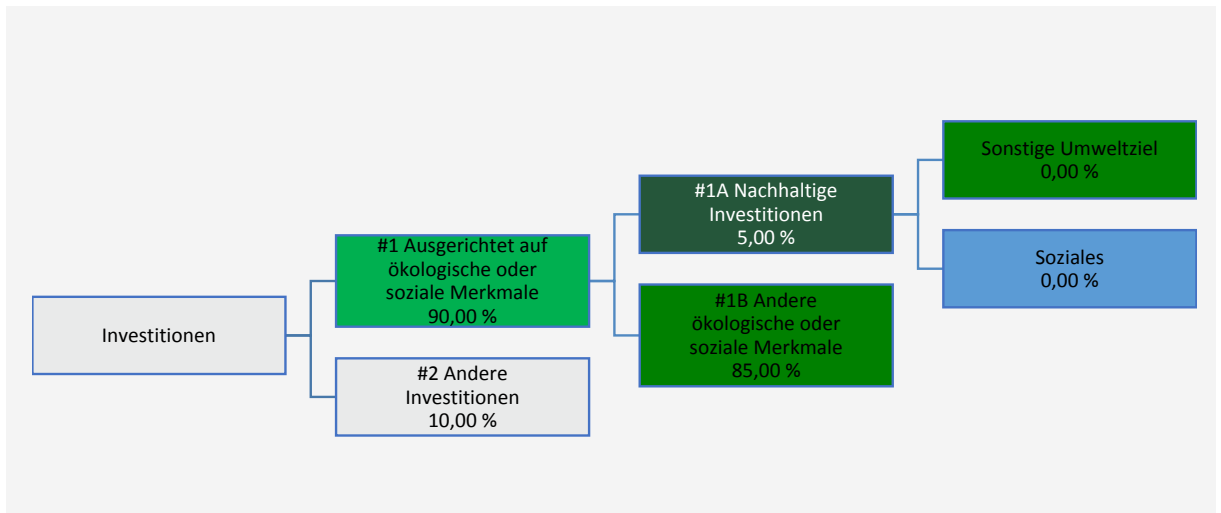 Investitionen
#1 Ausgerichtet auf
ökologische oder
soziale Merkmale
90,00 %
#2 Andere
Investitionen
10,00 %
#1A Nachhaltige
Investitionen
5,00 %
#1B Andere
ökologische oder
soziale Merkmale
85,00 %
Sonstige Umweltziel
0,00 %
Soziales
0,00 %